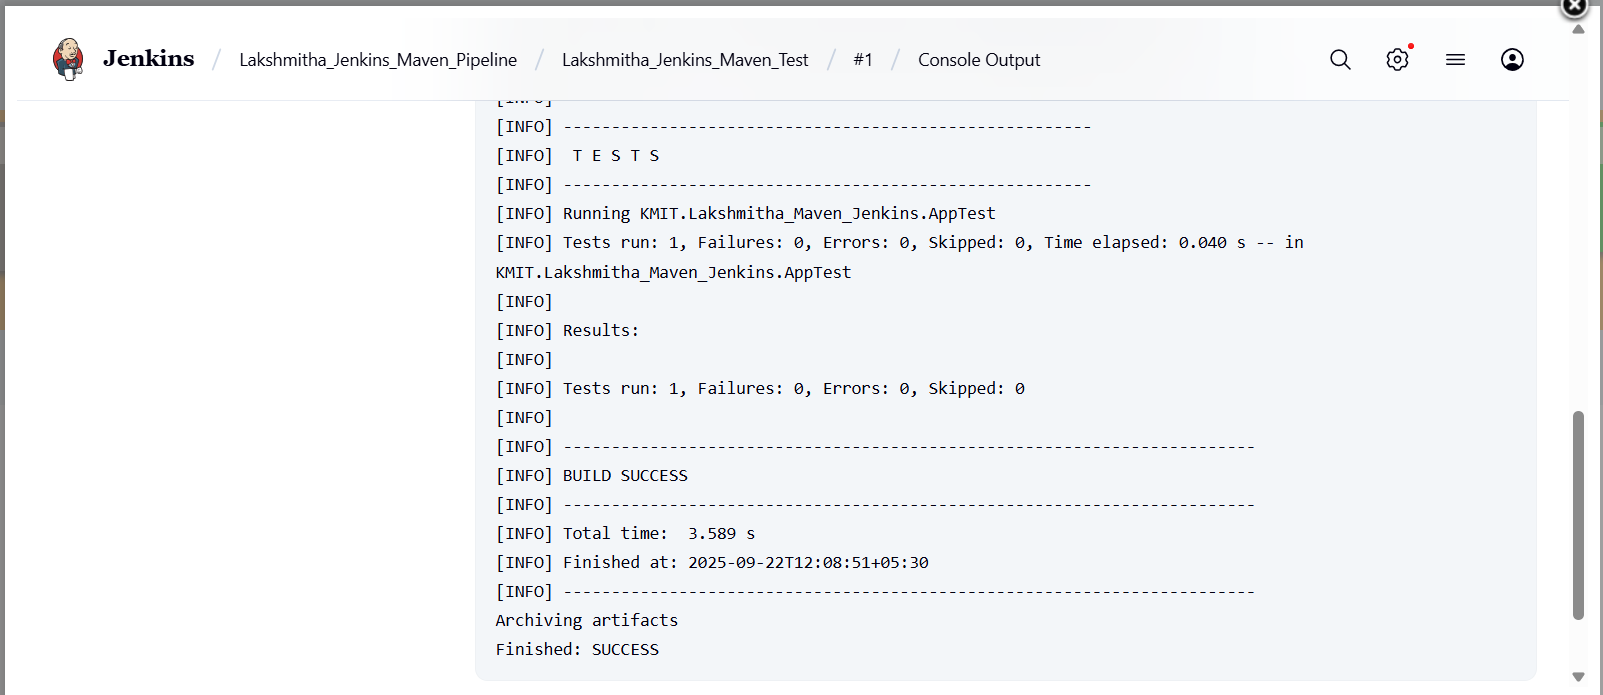 Jenkins / Lakshmitha_Jenkins_Maven_Pipeline / Lakshmitha_Jenkins_Maven_Test / #1 / Console Output
[INFO]
[INFO] -------------------------------------------------------
[INFO]  T E S T S
[INFO] -------------------------------------------------------
[INFO] Running KMIT.Lakshmitha_Maven_Jenkins.AppTest
[INFO] Tests run: 1, Failures: 0, Errors: 0, Skipped: 0, Time elapsed: 0.040 s -- in
KMIT.Lakshmitha_Maven_Jenkins.AppTest
[INFO]
[INFO] Results:
[INFO]
[INFO] Tests run: 1, Failures: 0, Errors: 0, Skipped: 0
[INFO]
[INFO] ------------------------------------------------------------------------
[INFO] BUILD SUCCESS
[INFO] ------------------------------------------------------------------------
[INFO] Total time:  3.589 s
[INFO] Finished at: 2025-09-22T12:08:51+05:30
[INFO] ------------------------------------------------------------------------
Archiving artifacts
Finished: SUCCESS